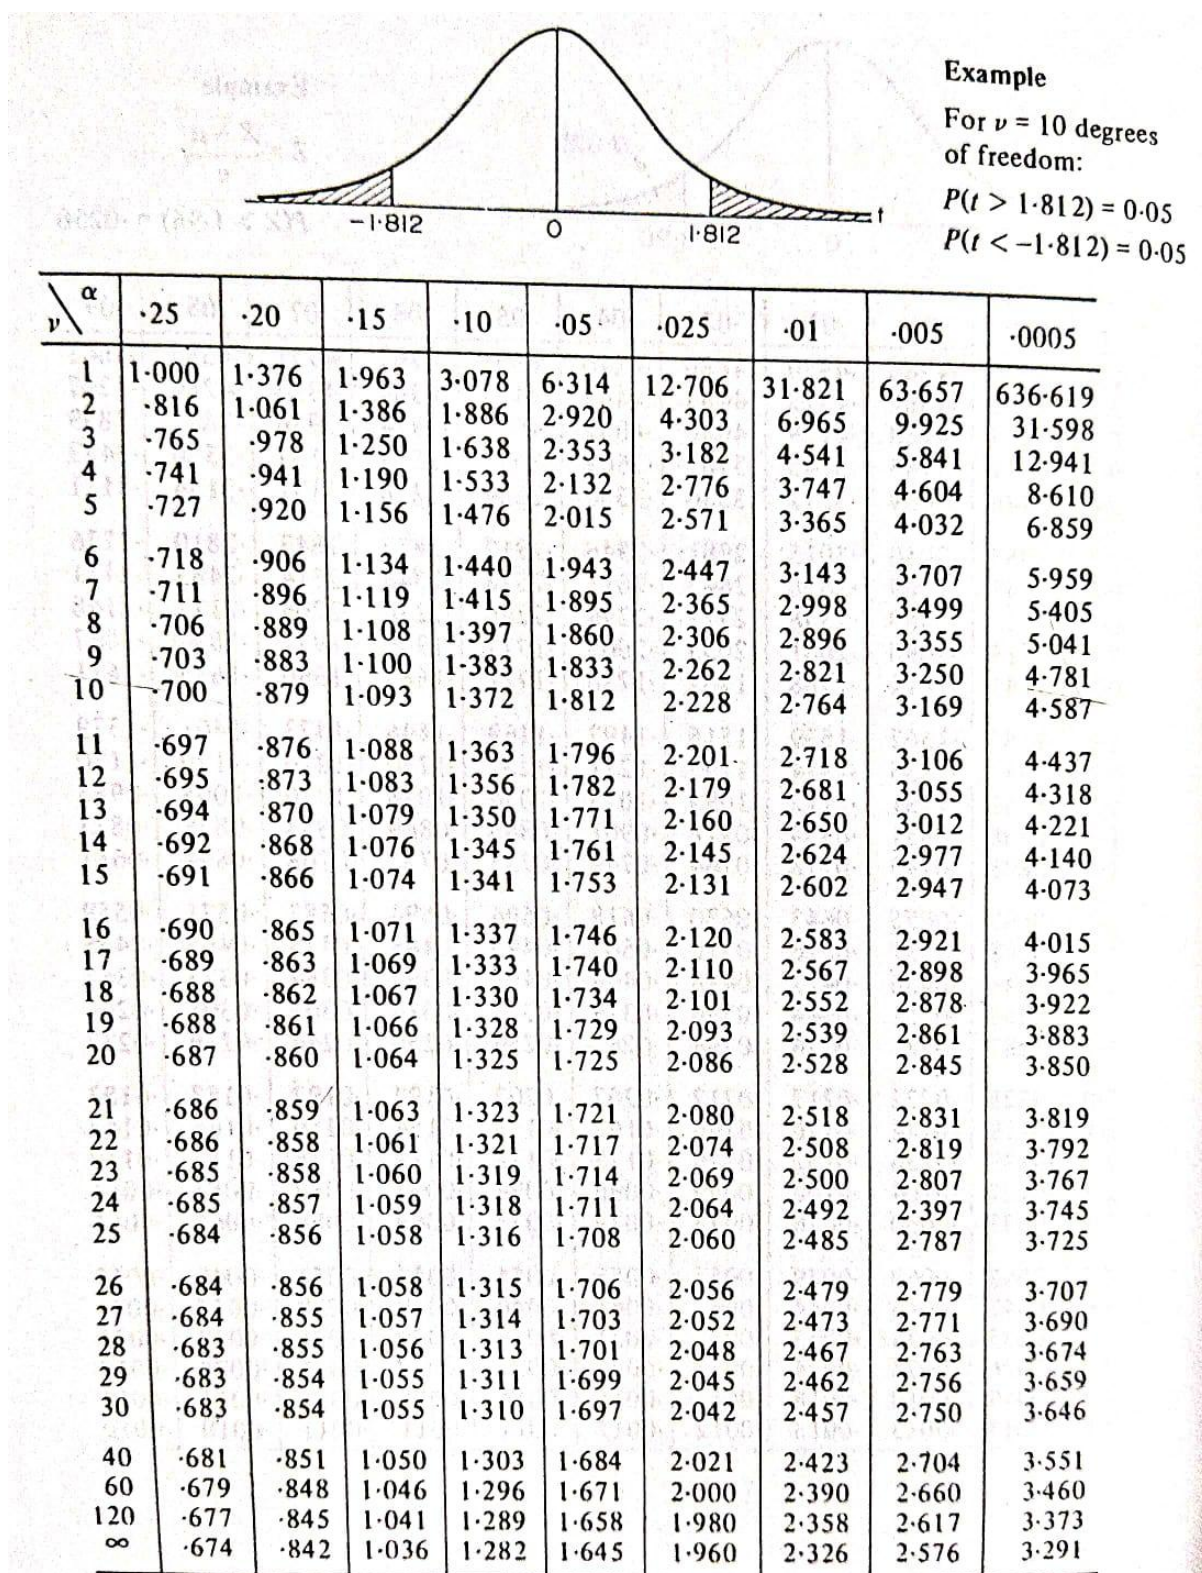 Example
For ν = 10 degrees
of freedom:
P(t > 1·812) = 0·05
P(t < −1·812) = 0·05
−1·812 0 1·812 t
α ν ·25 ·20 ·15 ·10 ·05 ·025 ·01 ·005 ·0005
1 1·000 1·376 1·963 3·078 6·314 12·706 31·821 63·657 636·619
2 ·816 1·061 1·386 1·886 2·920 4·303 6·965 9·925 31·598
3 ·765 ·978 1·250 1·638 2·353 3·182 4·541 5·841 12·941
4 ·741 ·941 1·190 1·533 2·132 2·776 3·747 4·604 8·610
5 ·727 ·920 1·156 1·476 2·015 2·571 3·365 4·032 6·859
6 ·718 ·906 1·134 1·440 1·943 2·447 3·143 3·707 5·959
7 ·711 ·896 1·119 1·415 1·895 2·365 2·998 3·499 5·405
8 ·706 ·889 1·108 1·397 1·860 2·306 2·896 3·355 5·041
9 ·703 ·883 1·100 1·383 1·833 2·262 2·821 3·250 4·781
10 ·700 ·879 1·093 1·372 1·812 2·228 2·764 3·169 4·587
11 ·697 ·876 1·088 1·363 1·796 2·201 2·718 3·106 4·437
12 ·695 ·873 1·083 1·356 1·782 2·179 2·681 3·055 4·318
13 ·694 ·870 1·079 1·350 1·771 2·160 2·650 3·012 4·221
14 ·692 ·868 1·076 1·345 1·761 2·145 2·624 2·977 4·140
15 ·691 ·866 1·074 1·341 1·753 2·131 2·602 2·947 4·073
16 ·690 ·865 1·071 1·337 1·746 2·120 2·583 2·921 4·015
17 ·689 ·863 1·069 1·333 1·740 2·110 2·567 2·898 3·965
18 ·688 ·862 1·067 1·330 1·734 2·101 2·552 2·878 3·922
19 ·688 ·861 1·066 1·328 1·729 2·093 2·539 2·861 3·883
20 ·687 ·860 1·064 1·325 1·725 2·086 2·528 2·845 3·850
21 ·686 ·859 1·063 1·323 1·721 2·080 2·518 2·831 3·819
22 ·686 ·858 1·061 1·321 1·717 2·074 2·508 2·819 3·792
23 ·685 ·858 1·060 1·319 1·714 2·069 2·500 2·807 3·767
24 ·685 ·857 1·059 1·318 1·711 2·064 2·492 2·397 3·745
25 ·684 ·856 1·058 1·316 1·708 2·060 2·485 2·787 3·725
26 ·684 ·856 1·058 1·315 1·706 2·056 2·479 2·779 3·707
27 ·684 ·855 1·057 1·314 1·703 2·052 2·473 2·771 3·690
28 ·683 ·855 1·056 1·313 1·701 2·048 2·467 2·763 3·674
29 ·683 ·854 1·055 1·311 1·699 2·045 2·462 2·756 3·659
30 ·683 ·854 1·055 1·310 1·697 2·042 2·457 2·750 3·646
40 ·681 ·851 1·050 1·303 1·684 2·021 2·423 2·704 3·551
60 ·679 ·848 1·046 1·296 1·671 2·000 2·390 2·660 3·460
120 ·677 ·845 1·041 1·289 1·658 1·980 2·358 2·617 3·373
∞ ·674 ·842 1·036 1·282 1·645 1·960 2·326 2·576 3·291